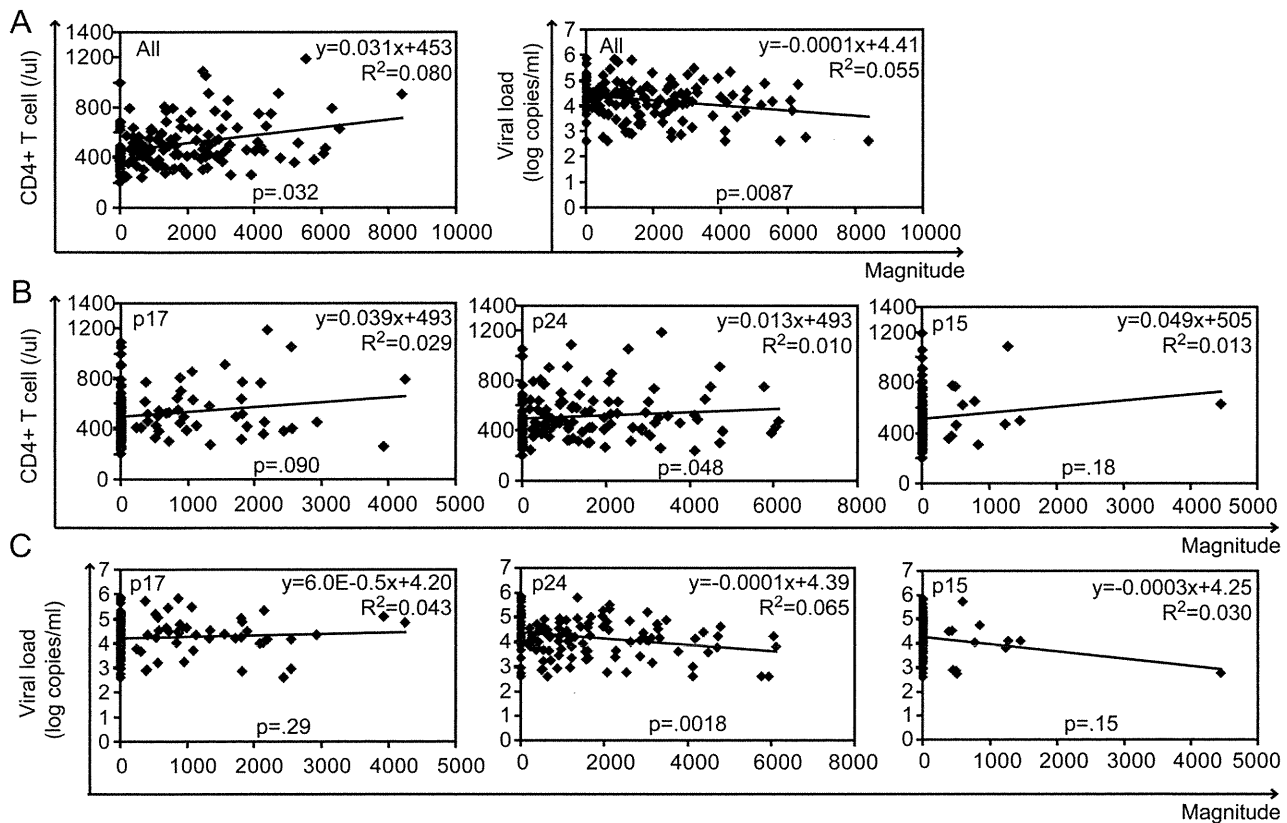 A
CD4+ T cell (/ul)
1400
1200
800
400
0
All
y=0.031x+453
R²=0.080
p=.032
0 2000 4000 6000 8000 10000
Viral load
(log copies/ml)
7
6
5
4
3
2
1
0
All
y=-0.0001x+4.41
R²=0.055
p=.0087
0 2000 4000 6000 8000 10000
Magnitude
B
CD4+ T cell (/ul)
1400
1200
800
400
0
p17
y=0.039x+493
R²=0.029
p=.090
0 1000 2000 3000 4000 5000
1400
1200
800
400
0
p24
y=0.013x+493
R²=0.010
p=.048
0 2000 4000 6000 8000
1400
1200
800
400
0
p15
y=0.049x+505
R²=0.013
p=.18
0 1000 2000 3000 4000 5000
Magnitude
C
Viral load
(log copies/ml)
7
6
5
4
3
2
1
0
p17
y=6.0E-0.5x+4.20
R²=0.043
p=.29
0 1000 2000 3000 4000 5000
7
6
5
4
3
2
1
0
p24
y=-0.0001x+4.39
R²=0.065
p=.0018
0 2000 4000 6000 8000
7
6
5
4
3
2
1
0
p15
y=-0.0003x+4.25
R²=0.030
p=.15
0 1000 2000 3000 4000 5000
Magnitude